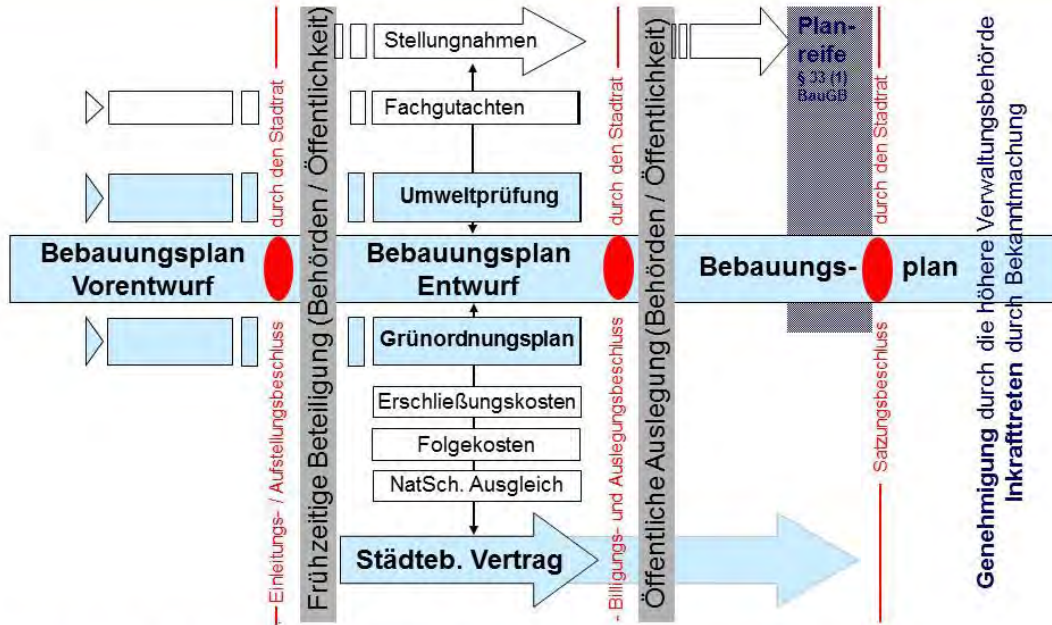 Bebauungsplan
Vorentwurf
Einleitungs- / Aufstellungsbeschluss
durch den Stadtrat
Frühzeitige Beteiligung (Behörden / Öffentlichkeit)
Stellungnahmen
Fachgutachten
Umweltprüfung
Bebauungsplan
Entwurf
Grünordnungsplan
Erschließungskosten
Folgekosten
NatSch. Ausgleich
Städteb. Vertrag
- Billigungs- und Auslegungsbeschluss
durch den Stadtrat
Öffentliche Auslegung (Behörden / Öffentlichkeit)
Plan-
reife
§ 33 (1)
BauGB
Bebauungs- plan
Satzungsbeschluss
durch den Stadtrat
Genehmigung durch die höhere Verwaltungsbehörde
Inkrafttreten durch Bekanntmachung